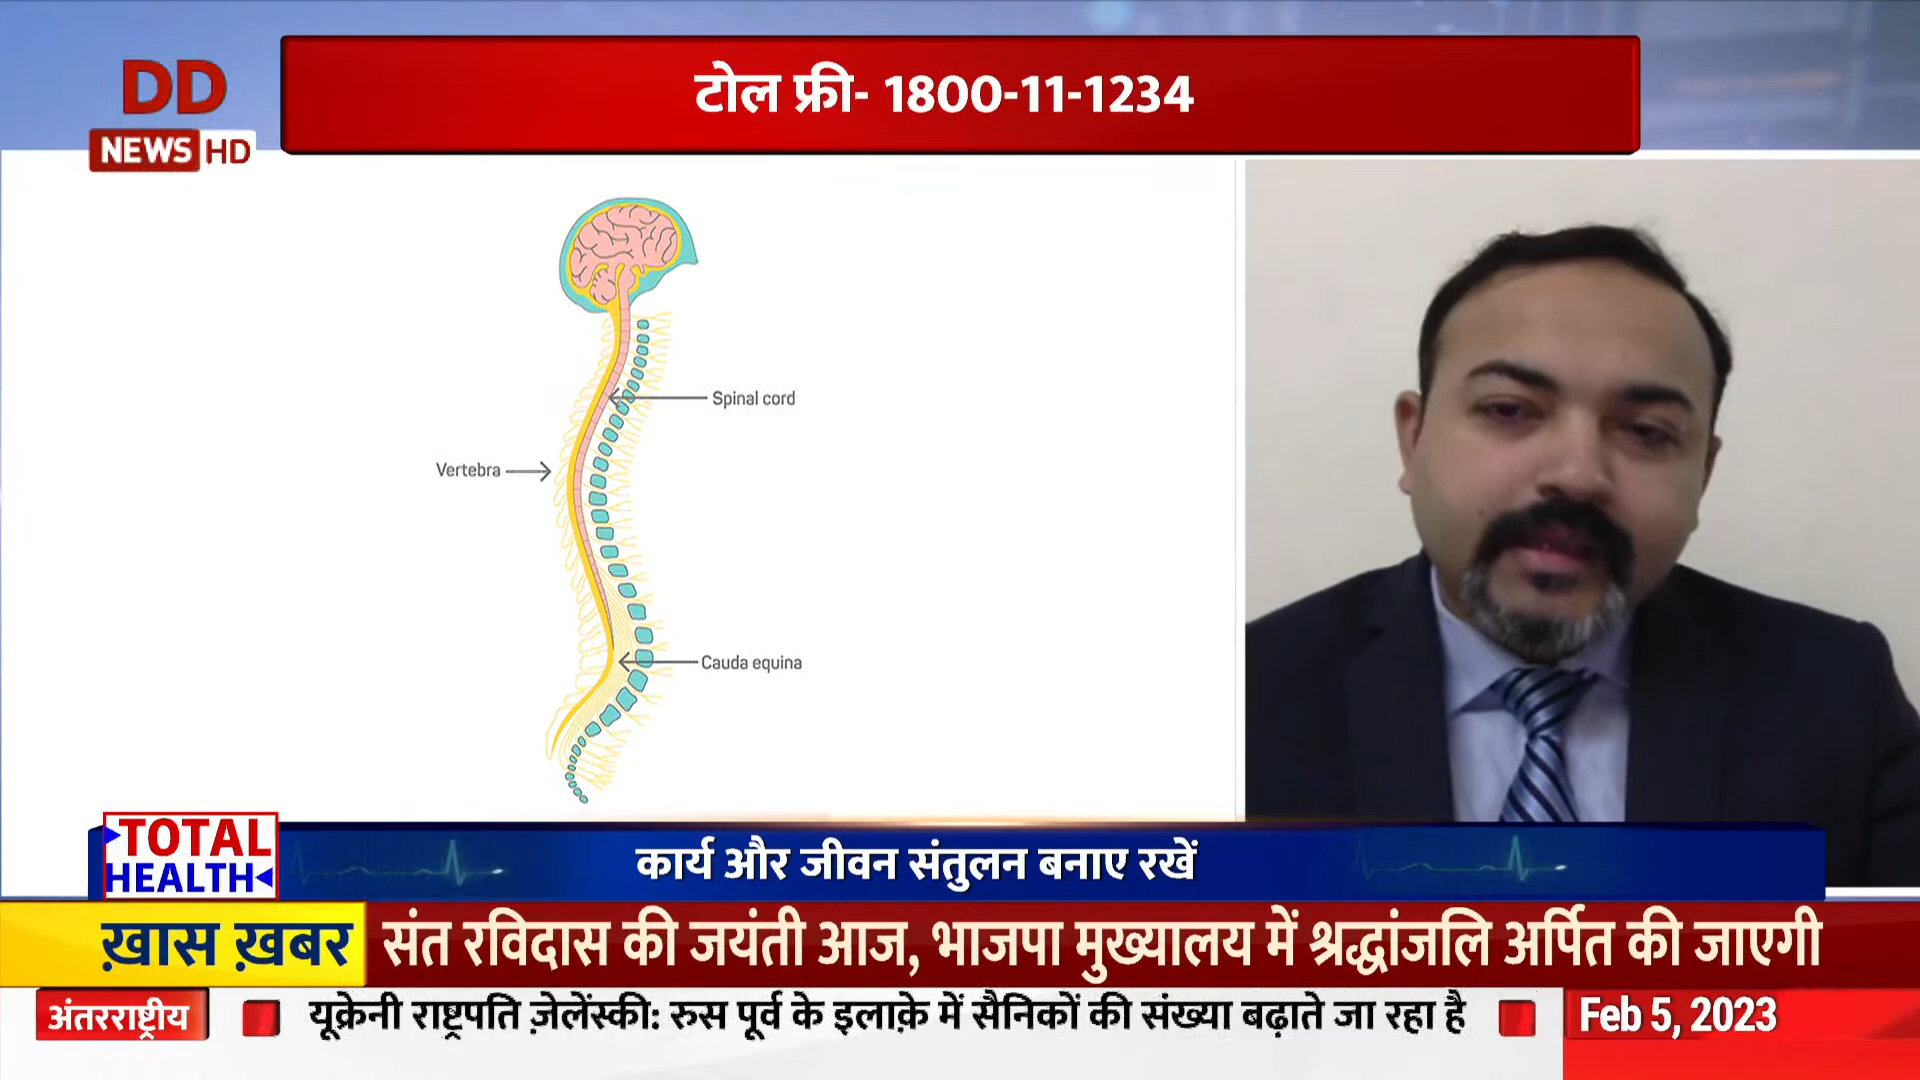 टोल फ्री- 1800-11-1234
DD
NEWS HD
Spinal cord
Vertebra
Cauda equina
TOTAL
HEALTH
कार्य और जीवन संतुलन बनाए रखें
ख़ास ख़बर
संत रविदास की जयंती आज, भाजपा मुख्यालय में श्रद्धांजलि अर्पित की जाएगी
अंतरराष्ट्रीय
यूक्रेनी राष्ट्रपति ज़ेलेंस्की: रुस पूर्व के इलाक़े में सैनिकों की संख्या बढ़ाते जा रहा है
Feb 5, 2023